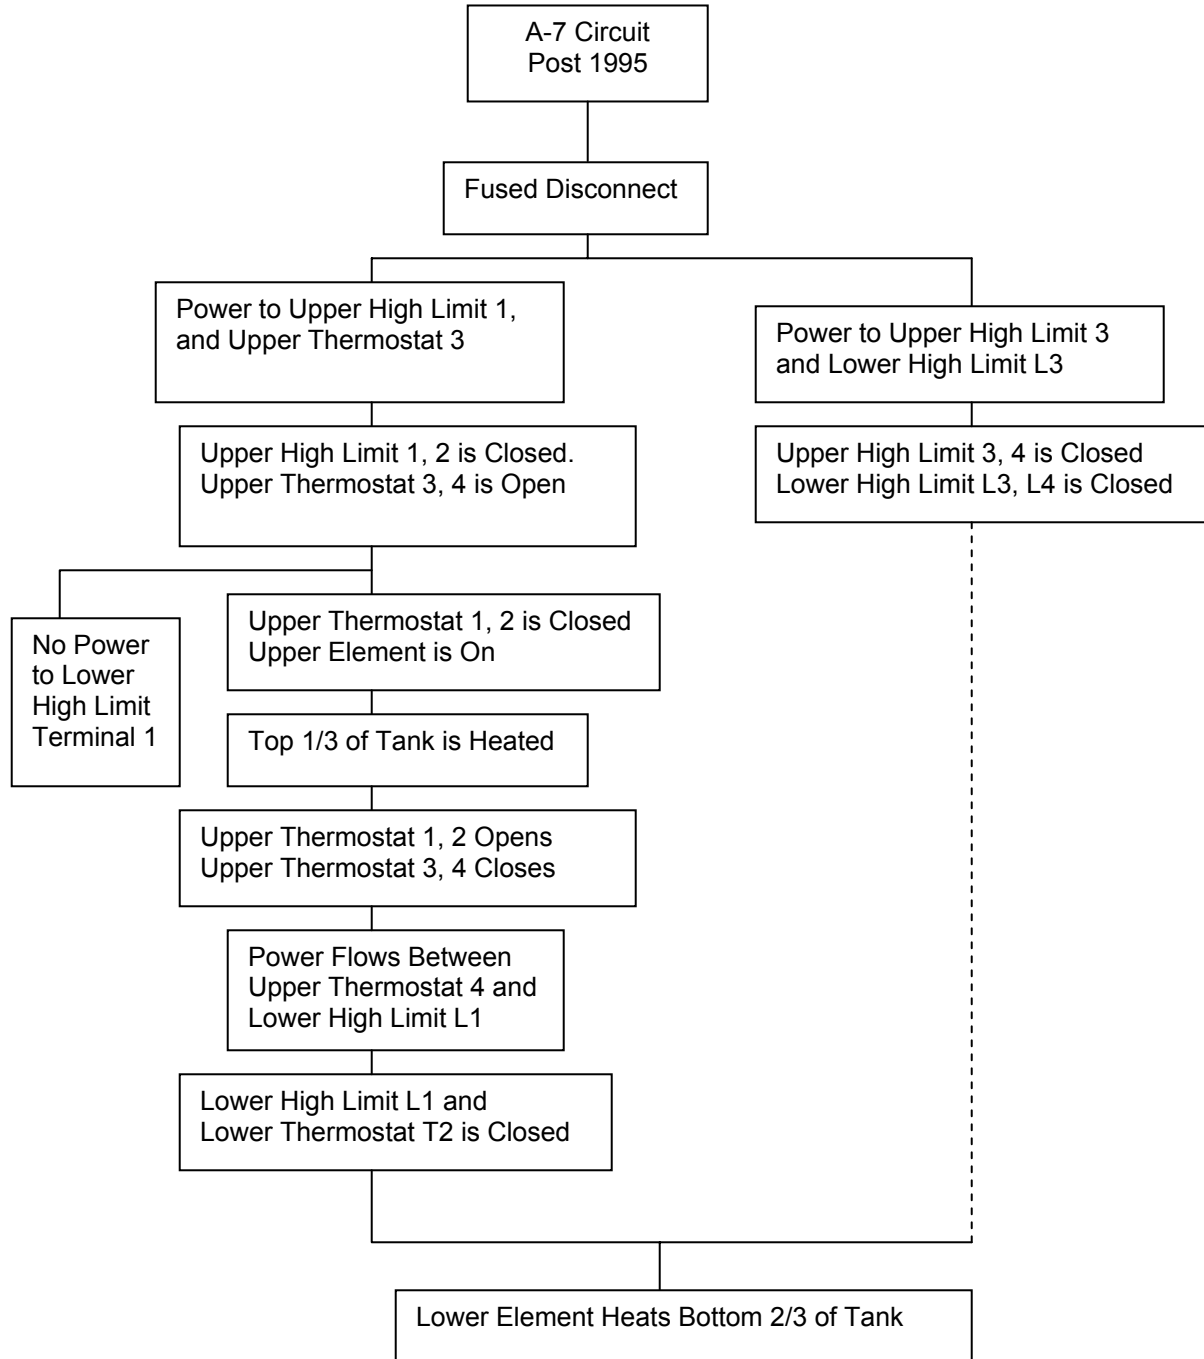 A-7 Circuit
Post 1995
Fused Disconnect
Power to Upper High Limit 1,
and Upper Thermostat 3
Power to Upper High Limit 3
and Lower High Limit L3
Upper High Limit 1, 2 is Closed.
Upper Thermostat 3, 4 is Open
Upper High Limit 3, 4 is Closed
Lower High Limit L3, L4 is Closed
No Power
to Lower
High Limit
Terminal 1
Upper Thermostat 1, 2 is Closed
Upper Element is On
Top 1/3 of Tank is Heated
Upper Thermostat 1, 2 Opens
Upper Thermostat 3, 4 Closes
Power Flows Between
Upper Thermostat 4 and
Lower High Limit L1
Lower High Limit L1 and
Lower Thermostat T2 is Closed
Lower Element Heats Bottom 2/3 of Tank